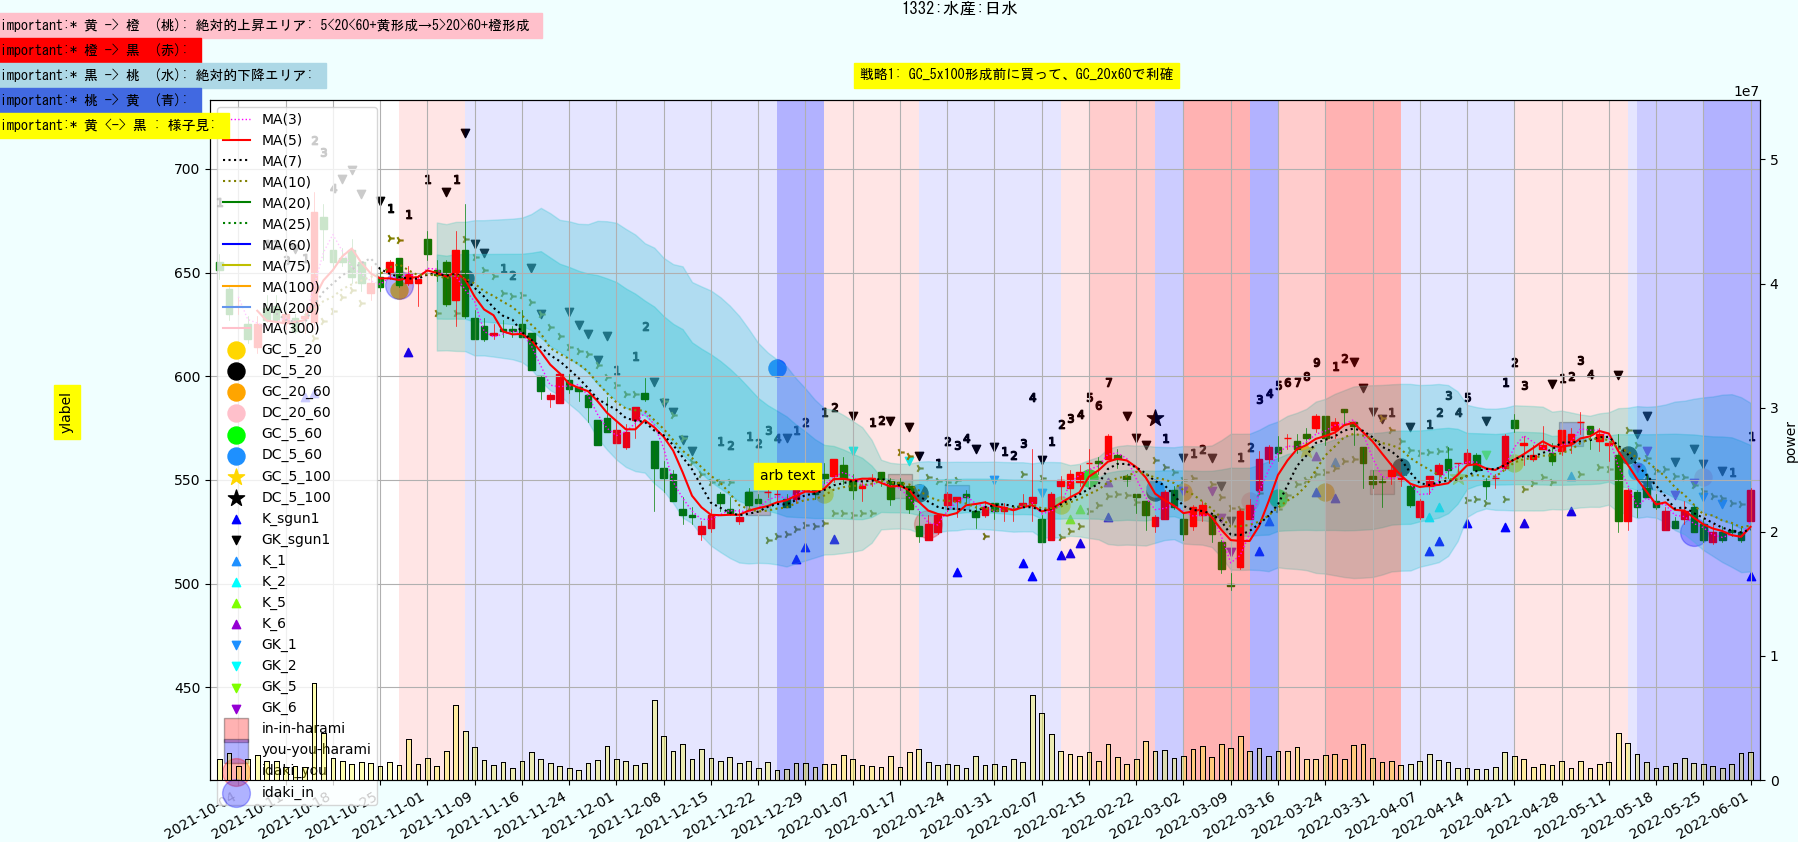 1332:水産:日水
important:* 黄 -> 橙 (桃): 絶対的上昇エリア: 5<20<60+黄形成→5>20>60+橙形成
important:* 橙 -> 黒 (赤):
important:* 黒 -> 桃 (水): 絶対的下降エリア:
戦略1: GC_5x100形成前に買って、GC_20x60で利確
important:* 桃 -> 黄 (青):
important:* 黄 <-> 黒 : 様子見:
1e7
MA(3)
MA(5)
MA(7)
MA(10)
MA(20)
MA(25)
MA(60)
MA(75)
MA(100)
MA(200)
MA(300)
GC_5_20
DC_5_20
GC_20_60
DC_20_60
GC_5_60
DC_5_60
GC_5_100
DC_5_100
K_sgun1
GK_sgun1
K_1
K_2
K_5
K_6
GK_1
GK_2
GK_5
GK_6
in-in-harami
you-you-harami
idaki_you
idaki_in
700
650
600
550
500
450
ylabel
arb text
5
4
3
2
1
0
power
2021-10-04
2021-10-11
2021-10-18
2021-10-25
2021-11-01
2021-11-09
2021-11-16
2021-11-24
2021-12-01
2021-12-08
2021-12-15
2021-12-22
2021-12-29
2022-01-07
2022-01-17
2022-01-24
2022-01-31
2022-02-07
2022-02-15
2022-02-22
2022-03-02
2022-03-09
2022-03-16
2022-03-24
2022-03-31
2022-04-07
2022-04-14
2022-04-21
2022-04-28
2022-05-11
2022-05-18
2022-05-25
2022-06-01